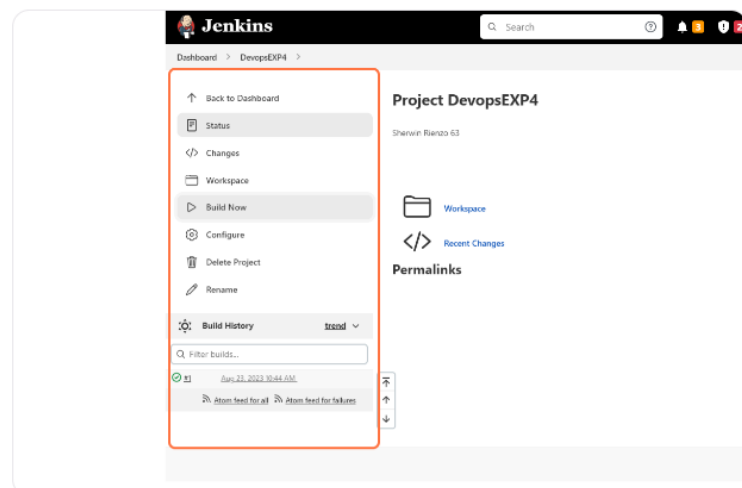 Jenkins
Search
3
2
Dashboard > DevopsEXP4 >
Back to Dashboard
Status
Changes
Workspace
Build Now
Configure
Delete Project
Rename
Build History trend
Filter builds...
#1 Aug 23, 2023 10:44 AM
Atom feed for all Atom feed for failures
Project DevopsEXP4
Sherwin Rienzo 63
Workspace
Recent Changes
Permalinks